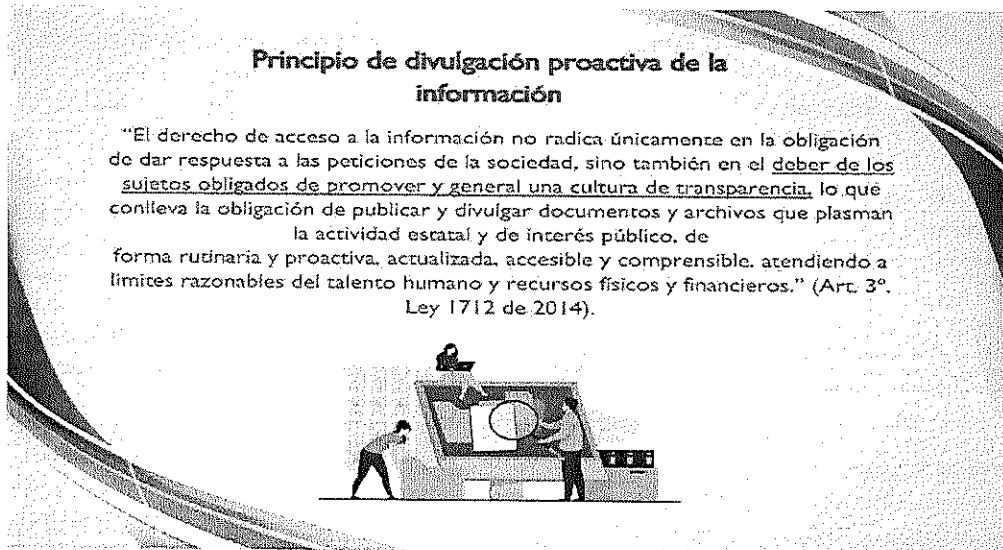 Principio de divulgación proactiva de la
información
“El derecho de acceso a la información no radica únicamente en la obligación
de dar respuesta a las peticiones de la sociedad, sino también en el deber de los
sujetos obligados de promover y general una cultura de transparencia, lo que
conlleva la obligación de publicar y divulgar documentos y archivos que plasman
la actividad estatal y de interés público, de
forma rutinaria y proactiva, actualizada, accesible y comprensible, atendiendo a
límites razonables del talento humano y recursos físicos y financieros.” (Art. 3º,
Ley 1712 de 2014).